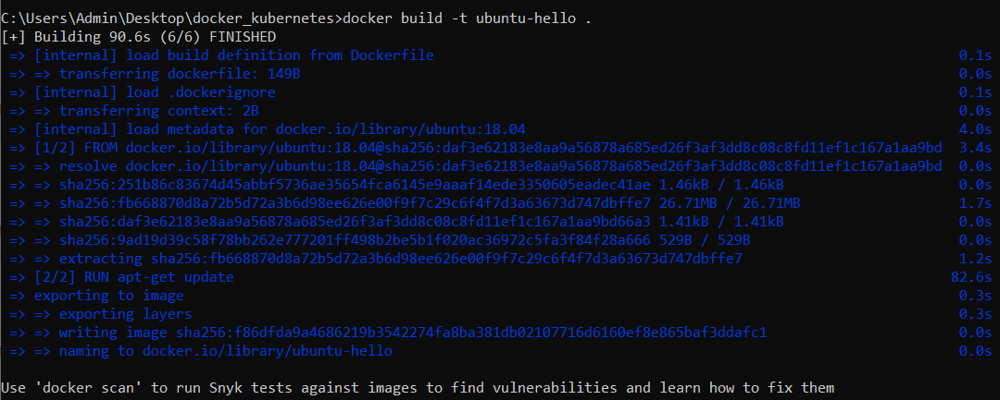 C:\Users\Admin\Desktop\docker_kubernetes>docker build -t ubuntu-hello .
[+] Building 90.6s (6/6) FINISHED
=> [internal] load build definition from Dockerfile 0.1s
=> => transferring dockerfile: 149B 0.0s
=> [internal] load .dockerignore 0.1s
=> => transferring context: 2B 0.0s
=> [internal] load metadata for docker.io/library/ubuntu:18.04 4.0s
=> [1/2] FROM docker.io/library/ubuntu:18.04@sha256:daf3e62183e8aa9a56878a685ed26f3af3dd8c08c8fd11ef1c167a1aa9bd 3.4s
=> => resolve docker.io/library/ubuntu:18.04@sha256:daf3e62183e8aa9a56878a685ed26f3af3dd8c08c8fd11ef1c167a1aa9bd 0.0s
=> => sha256:251b86c83674d45abbf5736ae35654fca6145e9aaaf14ede3350605eadec41ae 1.46kB / 1.46kB 0.0s
=> => sha256:fb668870d8a72b5d72a3b6d98ee626e00f9f7c29c6f4f7d3a63673d747dbffe7 26.71MB / 26.71MB 1.7s
=> => sha256:daf3e62183e8aa9a56878a685ed26f3af3dd8c08c8fd11ef1c167a1aa9bd66a3 1.41kB / 1.41kB 0.0s
=> => sha256:9ad19d39c58f78bb262e777201ff498b2be5b1f020ac36972c5fa3f84f28a666 529B / 529B 0.0s
=> => extracting sha256:fb668870d8a72b5d72a3b6d98ee626e00f9f7c29c6f4f7d3a63673d747dbffe7 1.2s
=> [2/2] RUN apt-get update 82.6s
=> exporting to image 0.3s
=> => exporting layers 0.3s
=> => writing image sha256:f86dfda9a4686219b3542274fa8ba381db02107716d6160ef8e865baf3ddafc1 0.0s
=> => naming to docker.io/library/ubuntu-hello 0.0s
Use 'docker scan' to run Snyk tests against images to find vulnerabilities and learn how to fix them